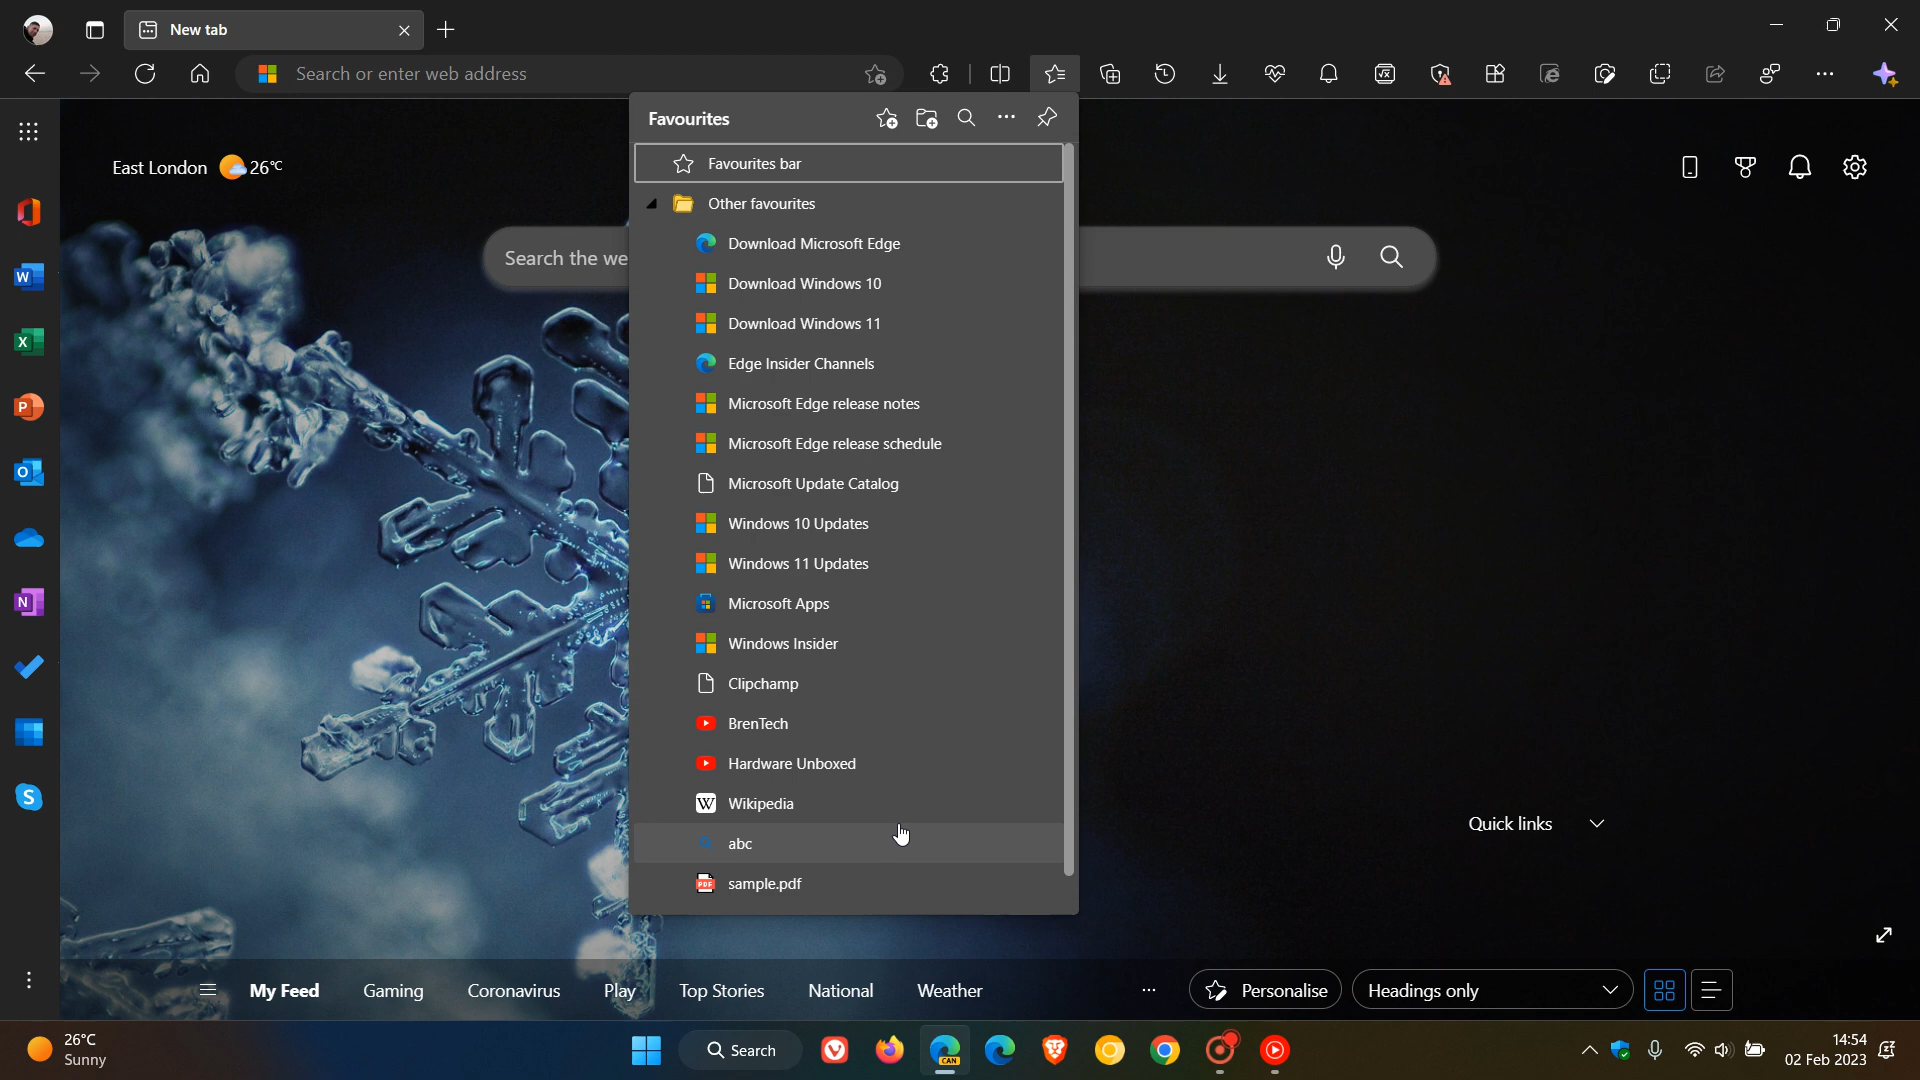 New tab
Search or enter web address
Favourites
East London 26°C
Favourites bar
Other favourites
Search the we
Download Microsoft Edge
Download Windows 10
Download Windows 11
Edge Insider Channels
Microsoft Edge release notes
Microsoft Edge release schedule
Microsoft Update Catalog
Windows 10 Updates
Windows 11 Updates
Microsoft Apps
Windows Insider
Clipchamp
BrenTech
Hardware Unboxed
Wikipedia
abc
sample.pdf
Quick links
My Feed Gaming Coronavirus Play Top Stories National Weather Personalise Headings only
26°C
Sunny
Search
CAN
14:54
02 Feb 2023